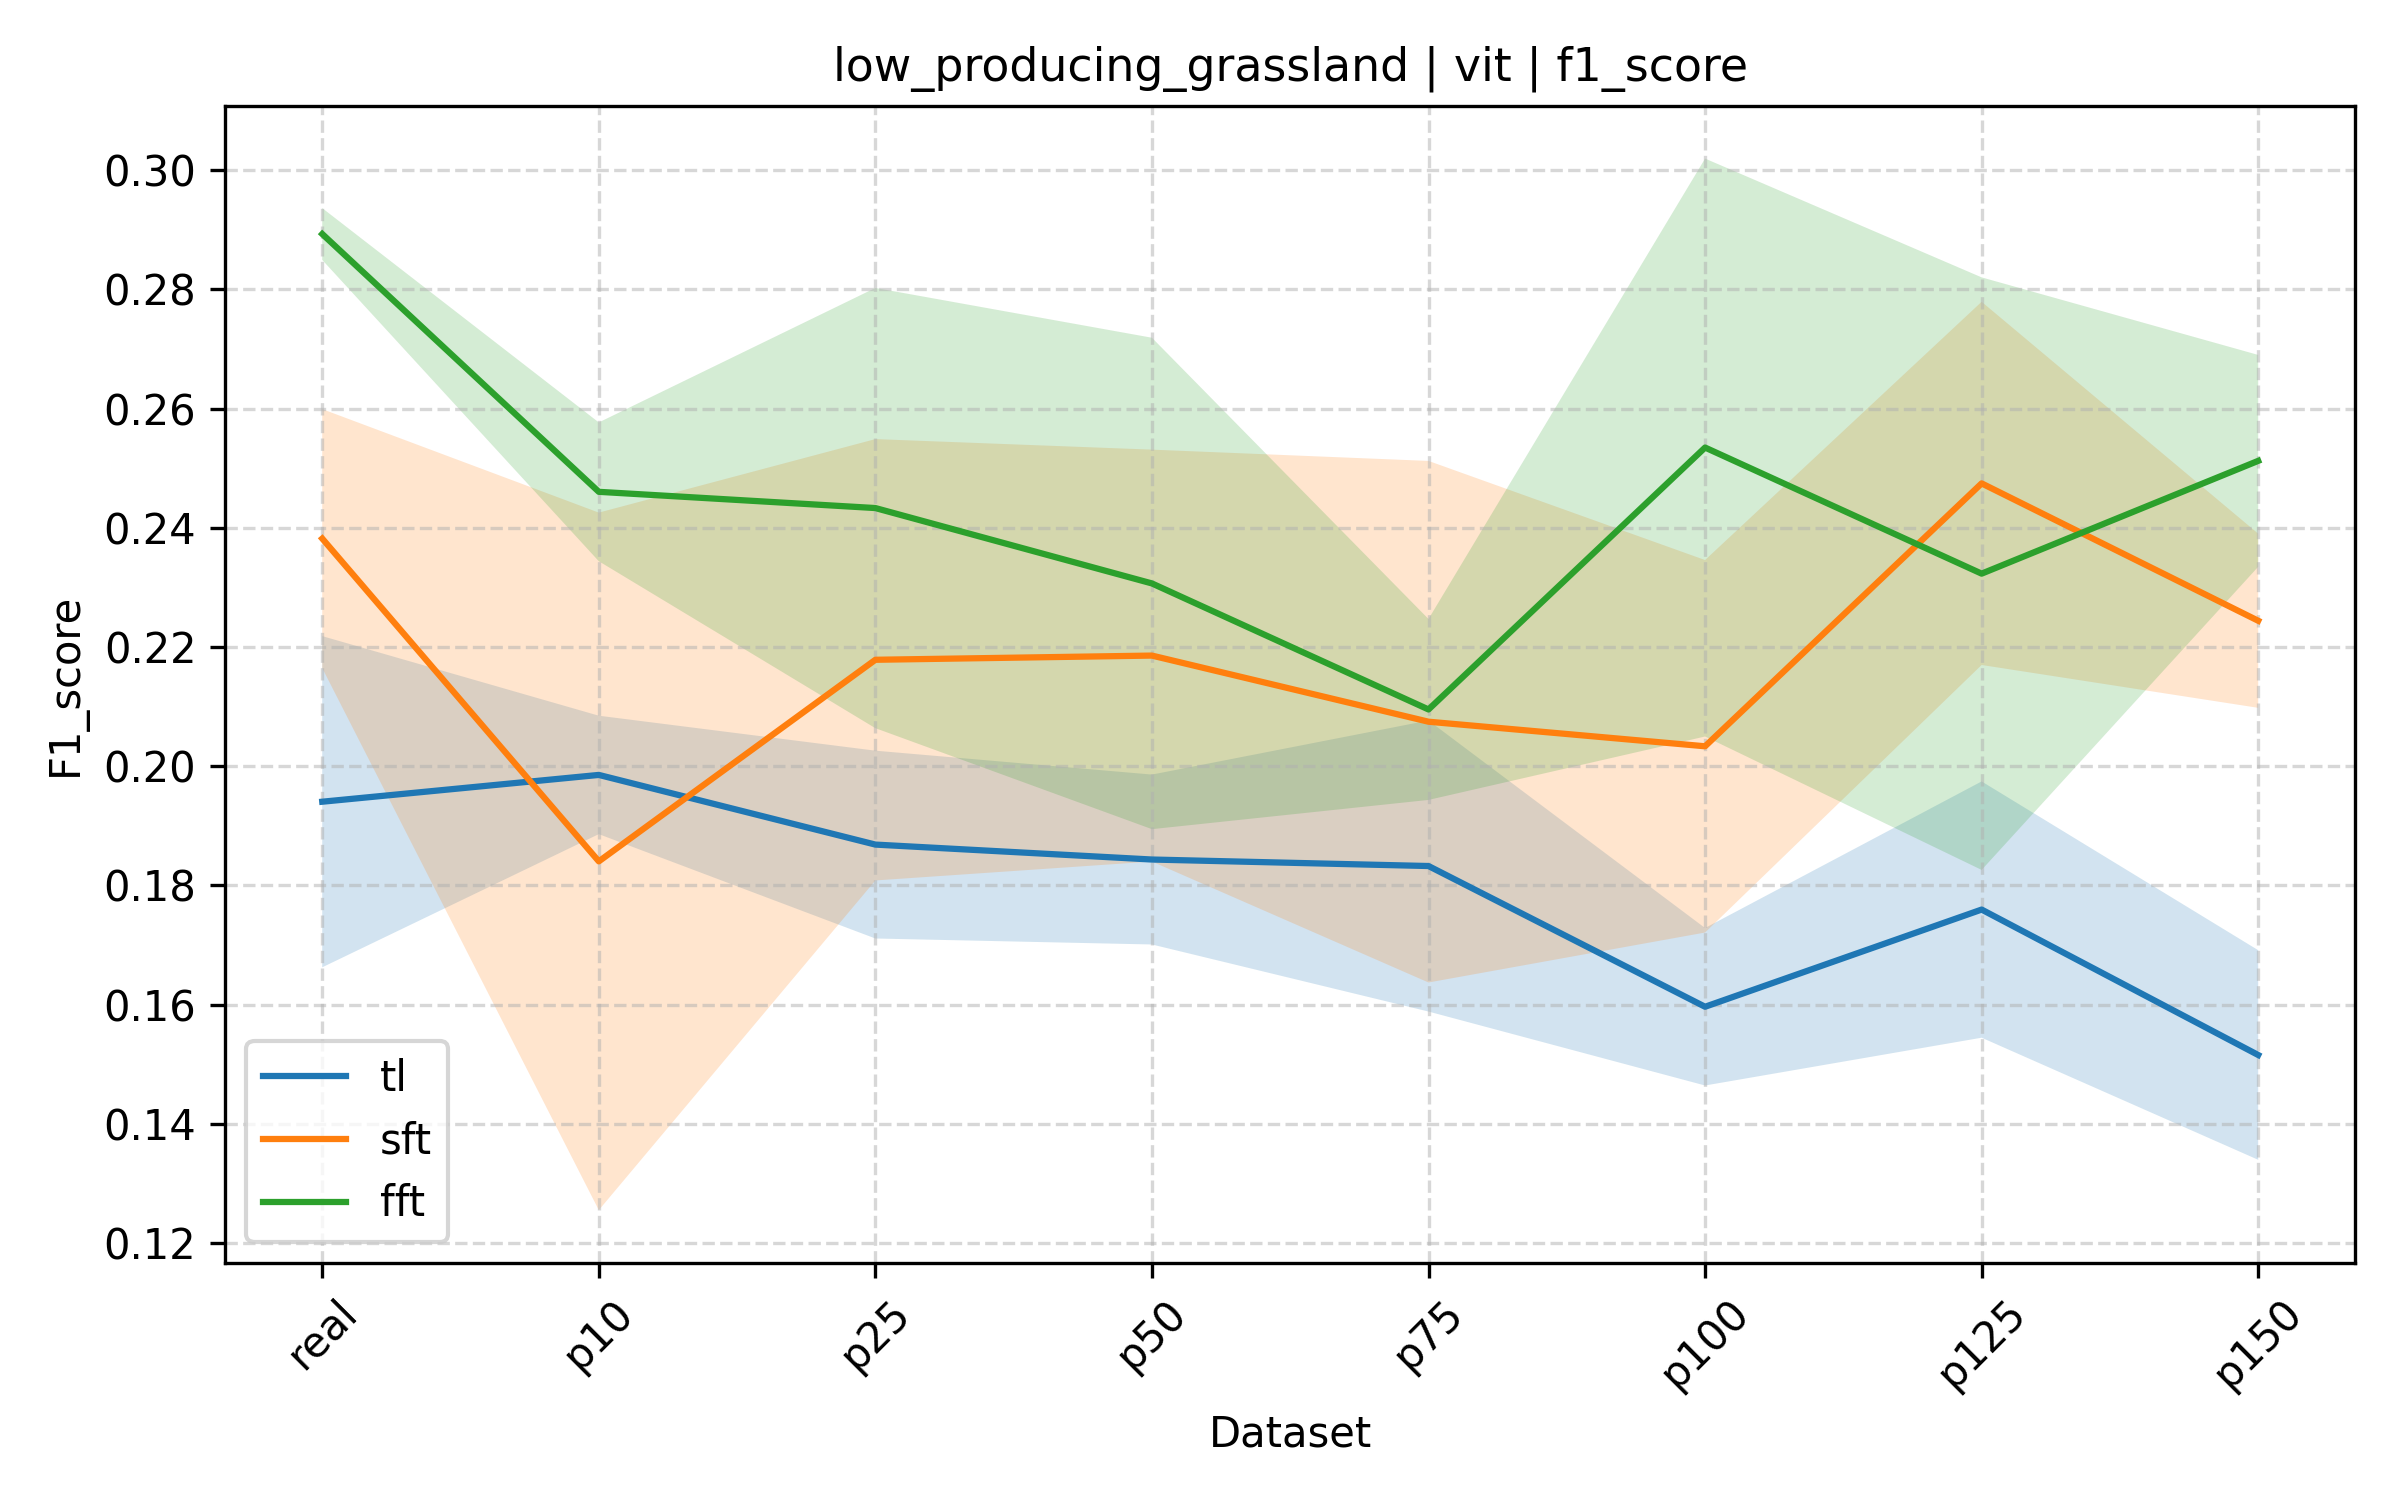 low_producing_grassland | vit | f1_score
F1_score
0.30
0.28
0.26
0.24
0.22
0.20
0.18
0.16
0.14
0.12
tl
sft
fft
real
p10
p25
p50
p75
p100
p125
p150
Dataset